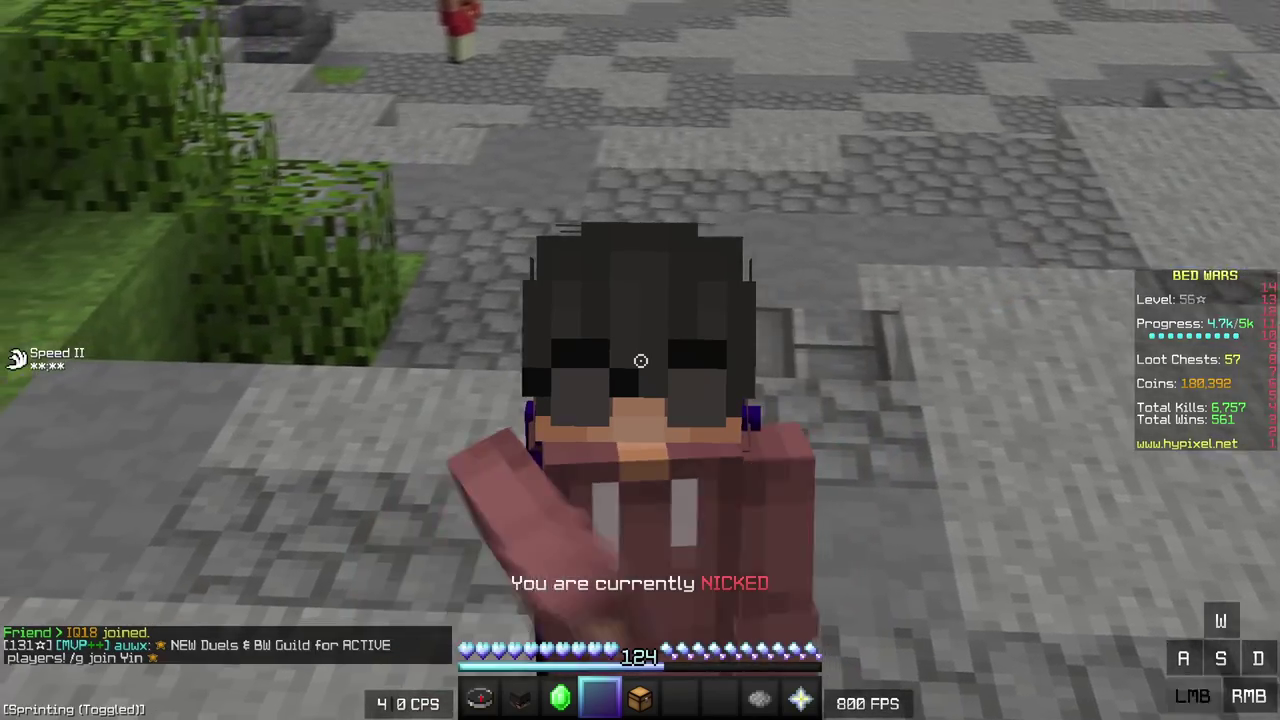 BED WARS
Level: 56☆
Progress: 4.7k/5k
Loot Chests: 57
Coins: 180,392
Total Kills: 6,757
Total Wins: 561
www.hypixel.net
Speed II
**:**
You are currently NICKED
Friend > IQ18 joined.
[131☆] [MVP++] auwx: ★ NEW Duels & BW Guild for ACTIVE
players! /g join Yin ★
[Sprinting (Toggled)]
124
4 | 0 CPS
800 FPS
W
A S D
LMB RMB